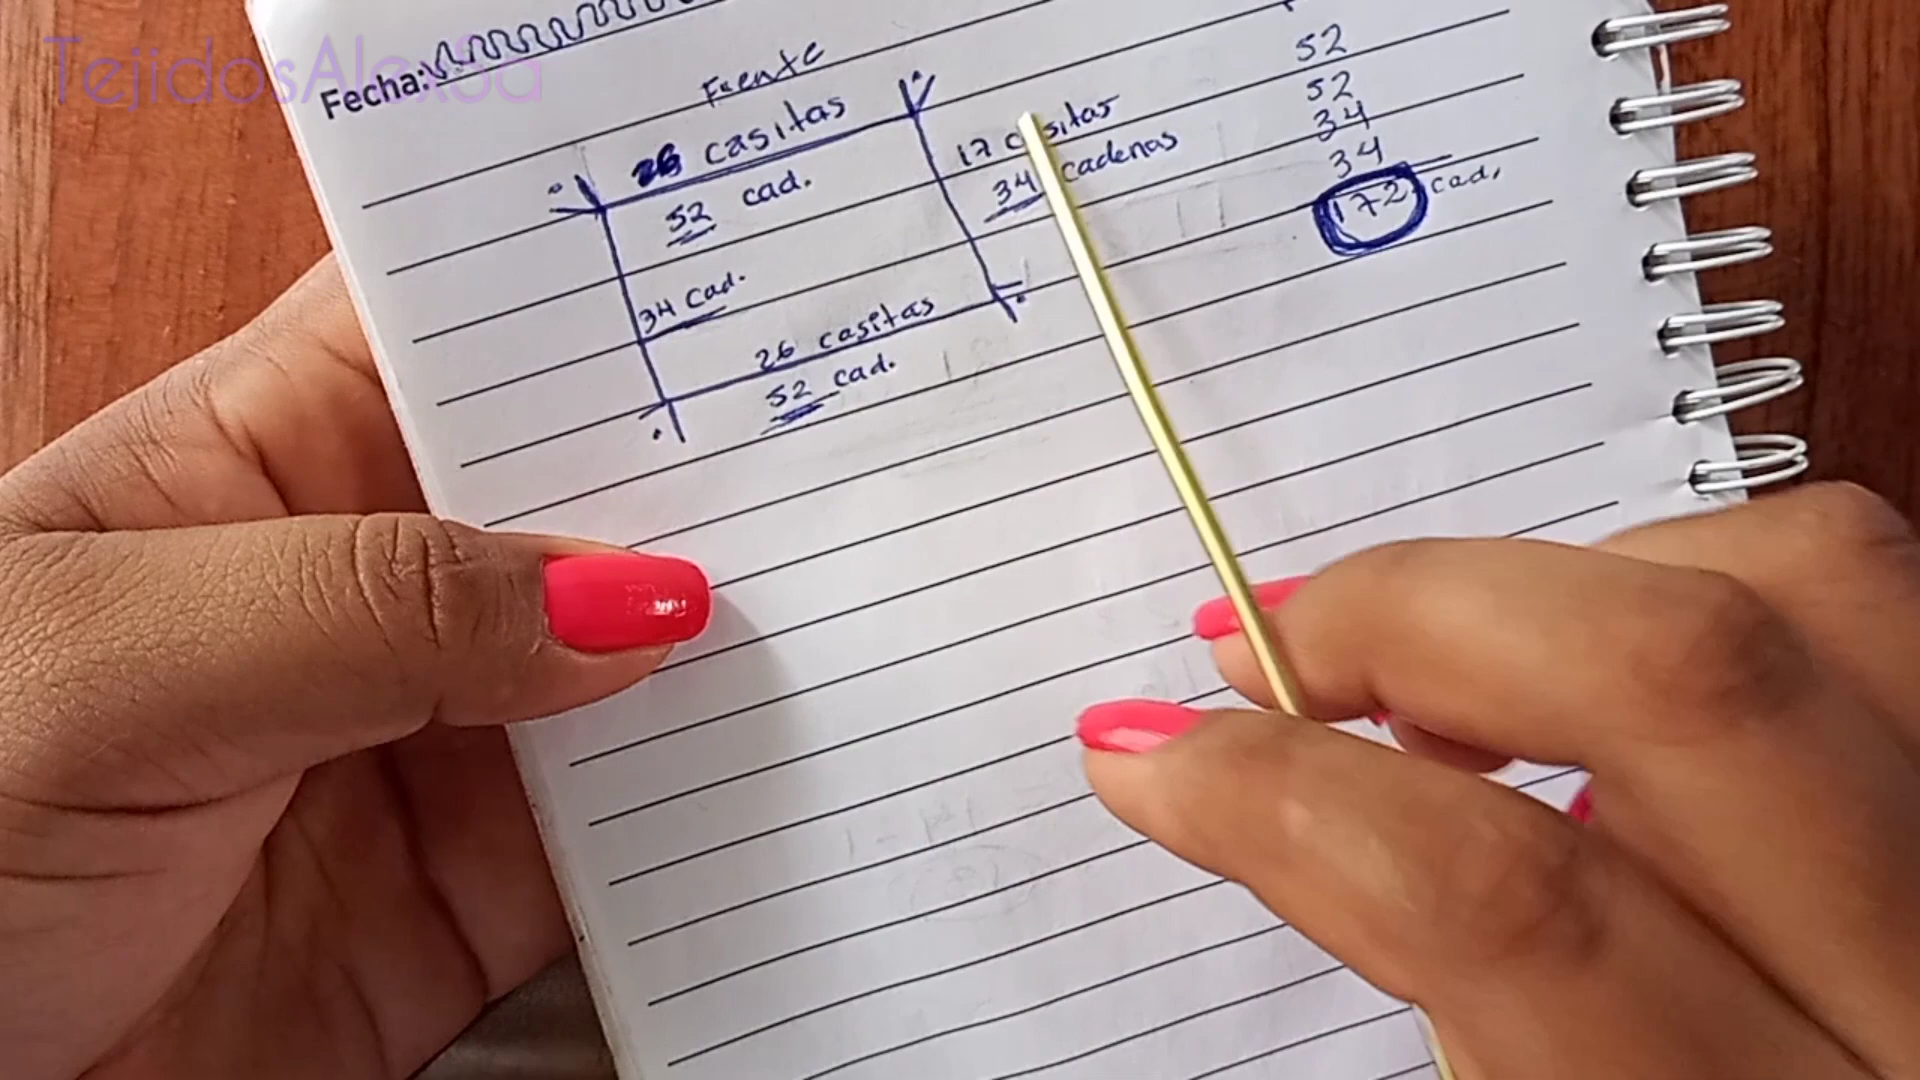 TejidosAlexSa
Fecha:
Frente
26 casitas
52 cad.
17 casitas
34 cadenas
34 cad.
26 casitas
52 cad.
52
52
34
34
172 cad.